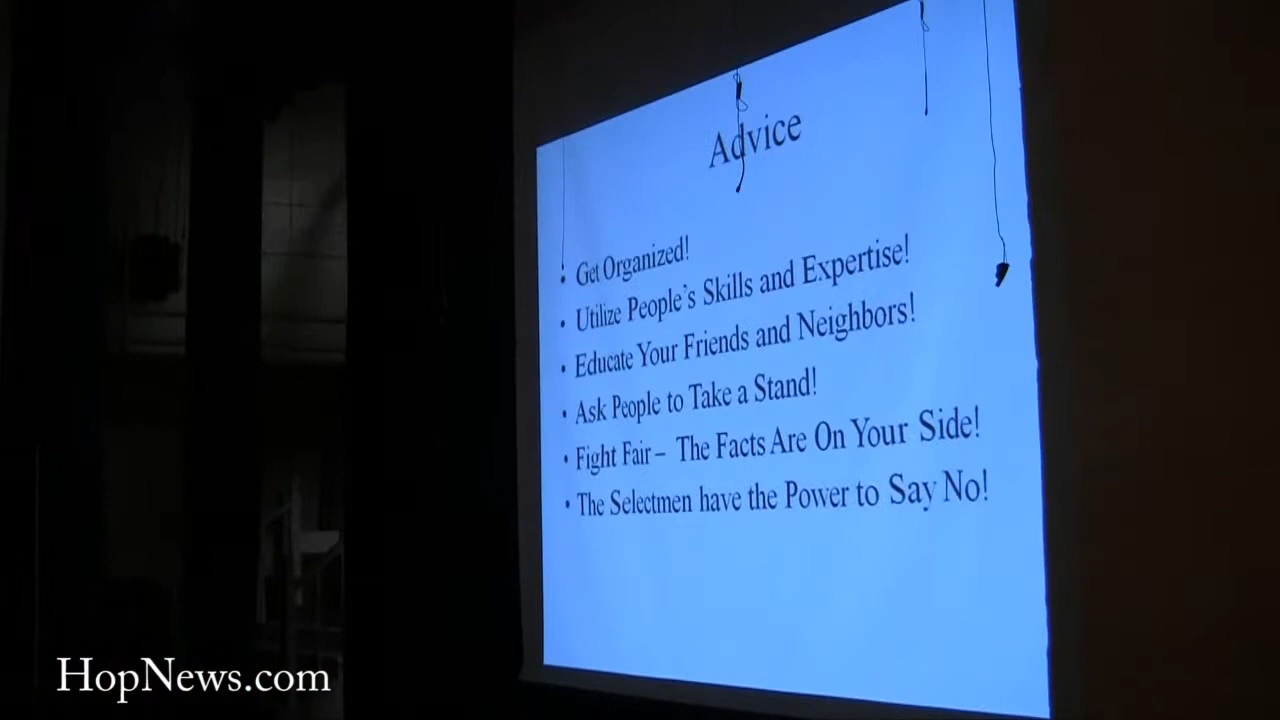 Advice
• Get Organized!
• Utilize People's Skills and Expertise!
• Educate Your Friends and Neighbors!
• Ask People to Take a Stand!
• Fight Fair – The Facts Are On Your Side!
• The Selectmen have the Power to Say No!
HopNews.com